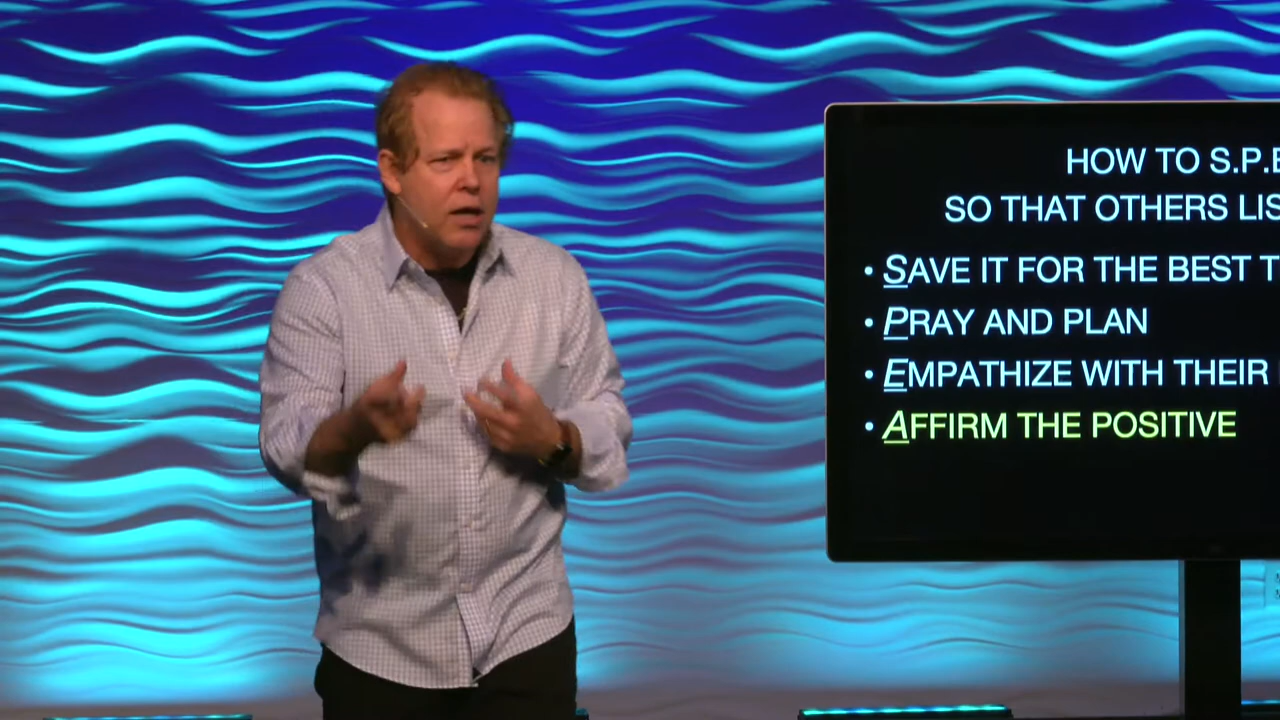 HOW TO S.P.E
SO THAT OTHERS LIS
• SAVE IT FOR THE BEST T
• PRAY AND PLAN
• EMPATHIZE WITH THEIR
• AFFIRM THE POSITIVE